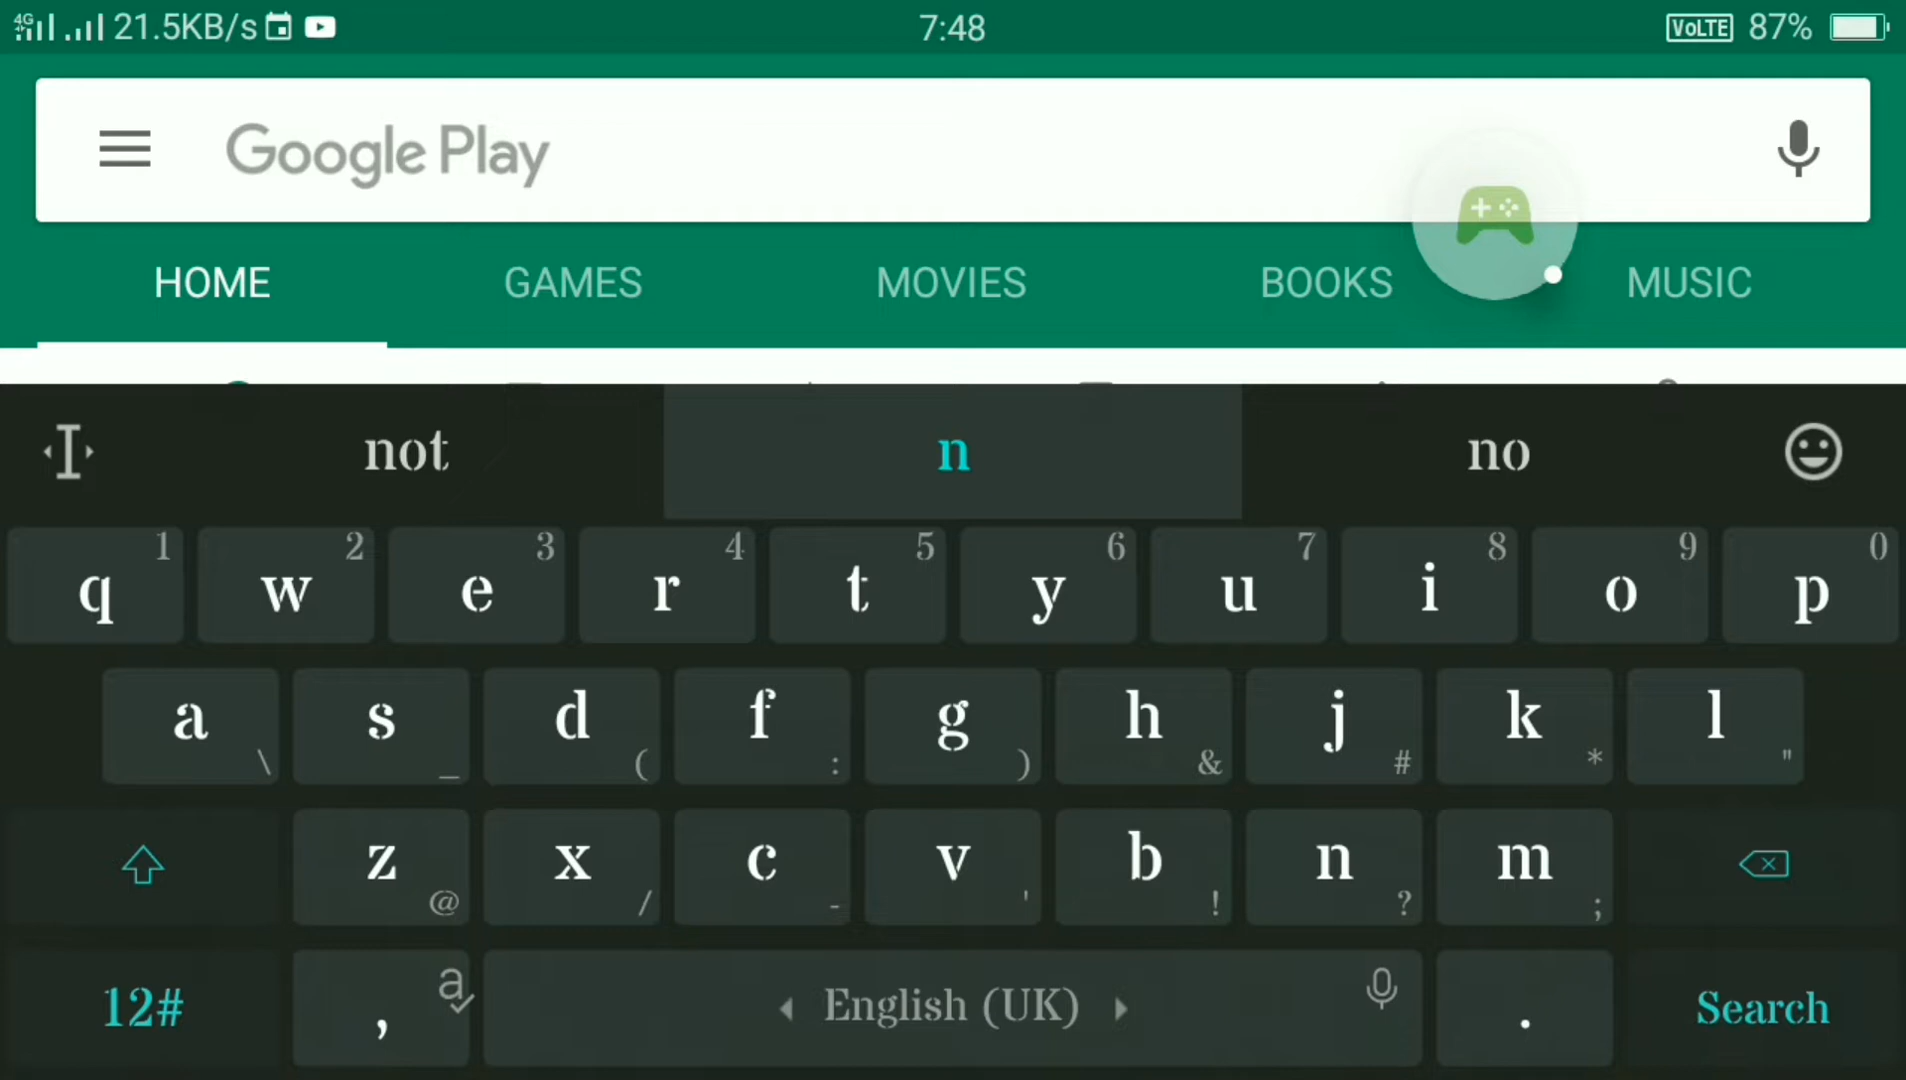 4G 21.5KB/s 7:48 VoLTE 87%
Google Play
HOME GAMES MOVIES BOOKS MUSIC
not n no
1 2 3 4 5 6 7 8 9 0
q w e r t y u i o p
a s d f g h j k l
\ _ ( : ) & # * "
z x c v b n m
@ / - ' ! ? ;
12# , a English (UK) . Search